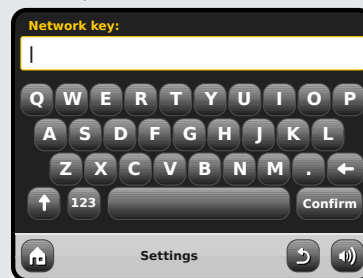 Network key:
Q W E R T Y U I O P
A S D F G H J K L
Z X C V B N M .
123 Confirm
Settings